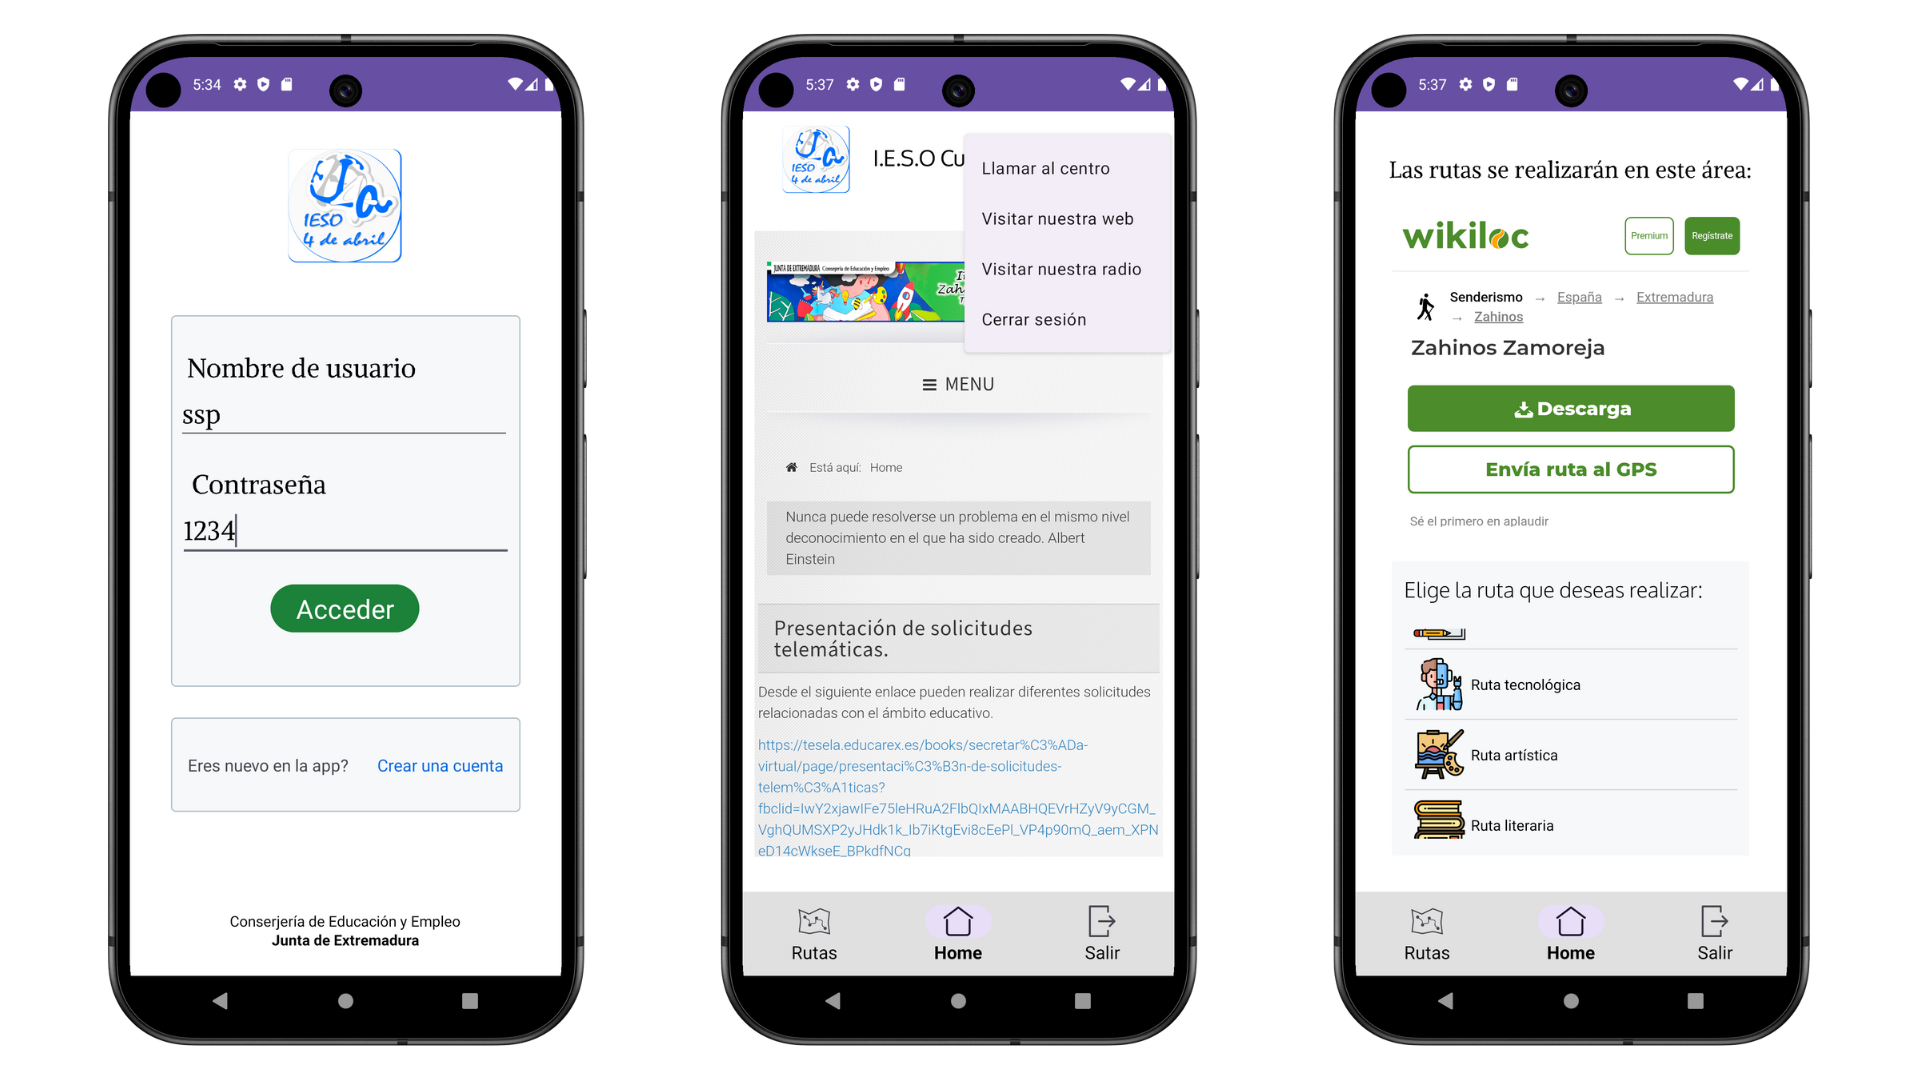 5:34
IESO
4 de abril
Nombre de usuario
ssp
Contraseña
1234
Acceder
Eres nuevo en la app? Crear una cuenta
Conserjería de Educación y Empleo
Junta de Extremadura
5:37
IESO
4 de abril
I.E.S.O Cu
Llamar al centro
Visitar nuestra web
Visitar nuestra radio
Cerrar sesión
JUNTA DE EXTREMADURA Consejería de Educación y Empleo
Zah
MENU
Está aquí: Home
Nunca puede resolverse un problema en el mismo nivel
deconocimiento en el que ha sido creado. Albert
Einstein
Presentación de solicitudes
telemáticas.
Desde el siguiente enlace pueden realizar diferentes solicitudes
relacionadas con el ámbito educativo.
https://tesela.educarex.es/books/secretar%C3%ADa-
virtual/page/presentaci%C3%B3n-de-solicitudes-
telem%C3%A1ticas?
fbclid=IwY2xjawIFe75leHRuA2FlbQIxMAABHQEVrHZyV9yCGM_
VghQUMSXP2yJHdk1k_Ib7iKtgEvi8cEePl_VP4p90mQ_aem_XPN
eD14cWkseE_BPkdfNCg
Rutas Home Salir
5:37
Las rutas se realizarán en este área:
wikiloc Premium Regístrate
Senderismo → España → Extremadura
→ Zahinos
Zahinos Zamoreja
Descarga
Envía ruta al GPS
Sé el primero en aplaudir
Elige la ruta que deseas realizar:
Ruta tecnológica
Ruta artística
Ruta literaria
Rutas Home Salir